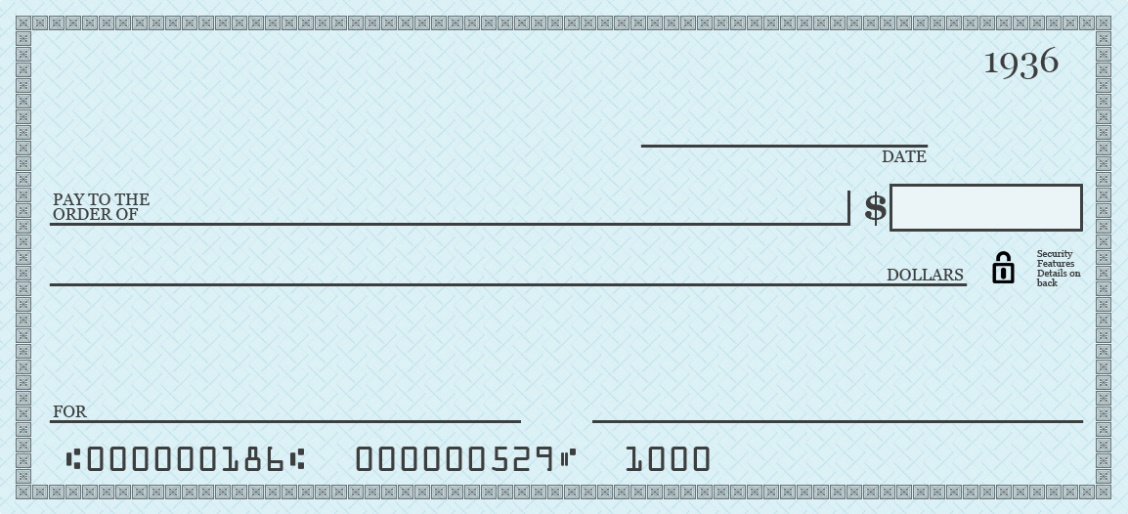 1936
DATE
PAY TO THE
ORDER OF
$
DOLLARS
Security
Features
Details on
back
FOR
⑆000000186⑆ 000000529⑈ 1000